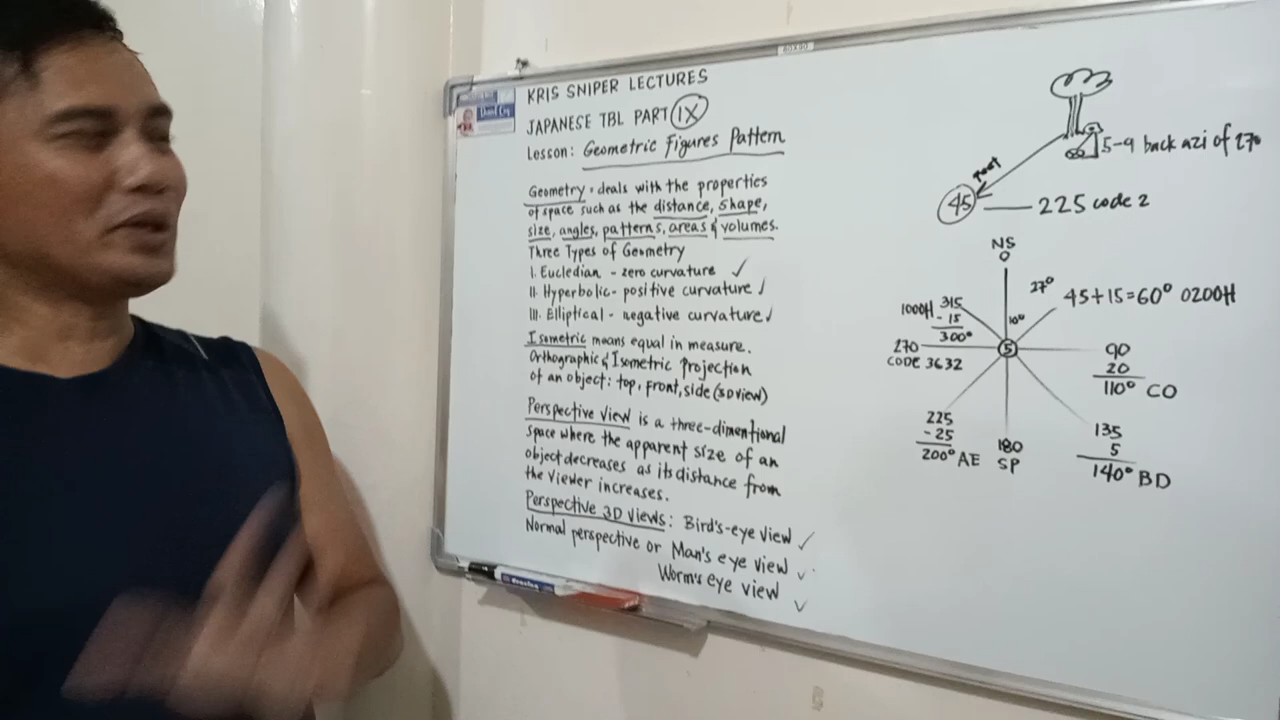 60X90
KRIS SNIPER LECTURES
JAPANESE TBL PART IX
Lesson: Geometric Figures Pattern
Geometry - deals with the properties
of space such as the distance, shape,
size, angles, patterns, areas & volumes.
Three Types of Geometry
I. Eucledian - zero curvature ✓
II. Hyperbolic - positive curvature ✓
III. Elliptical - negative curvature ✓
Isometric means equal in measure.
Orthographic & Isometric Projection
of an object: top, front, side (3D view)
Perspective View is a three-dimentional
space where the apparent size of an
object decreases as its distance from
the viewer increases.
Perspective 3D Views: Bird's-eye view ✓
Normal perspective or Man's eye view ✓
Worm's eye view ✓
5-9 back azi of 270
root
45 225 code 2
NS
0
27°
10°
45+15=60° 0200H
1000H 315
- 15
300°
270
CODE 3632
5
90
20
110° CO
225
- 25
200° AE
180
SP
135
5
140° BD